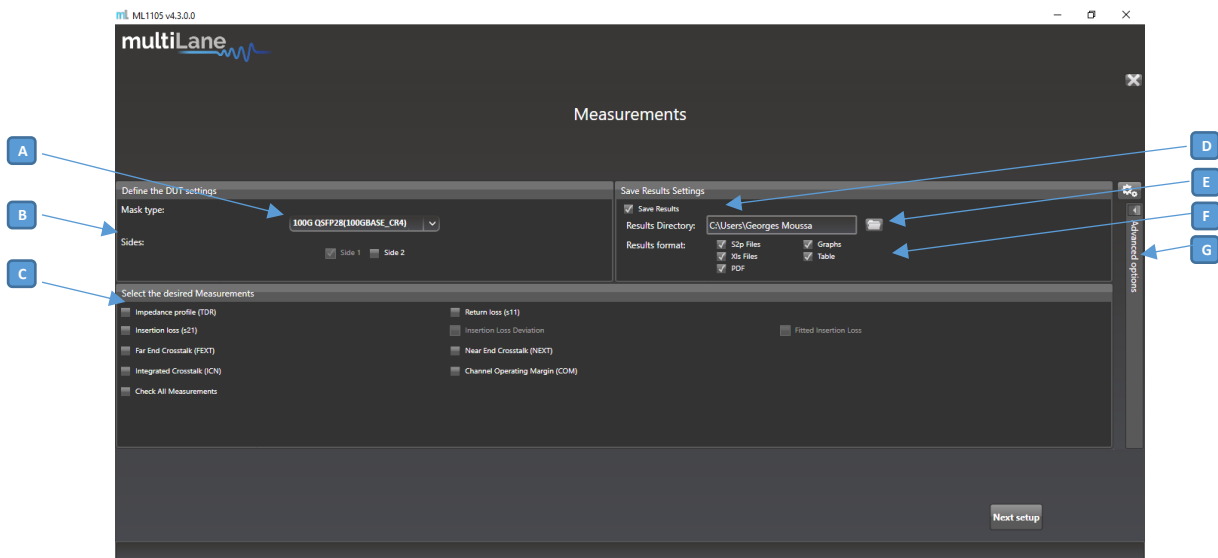 mL ML1105 v4.3.0.0
multiLane
Measurements
A
B
C
D
E
F
G
Define the DUT settings
Mask type:
100G QSFP28(100GBASE_CR4)
Sides:
Side 1 Side 2
Save Results Settings
Save Results
Results Directory: C:\Users\Georges Moussa
Results format: S2p Files Graphs
Xls Files Table
PDF
Advanced options
Select the desired Measurements
Impedance profile (TDR) Return loss (s11)
Insertion loss (s21) Insertion Loss Deviation Fitted Insertion Loss
Far End Crosstalk (FEXT) Near End Crosstalk (NEXT)
Integrated Crosstalk (ICN) Channel Operating Margin (COM)
Check All Measurements
Next setup